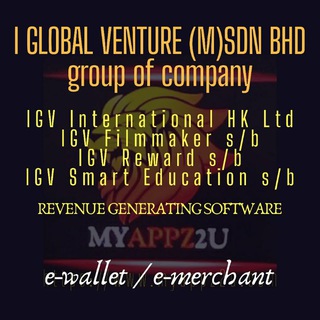 I GLOBAL VENTURE (M)SDN BHD
group of company
IGV International HK Ltd
IGV Filmmaker s/b
IGV Reward s/b
IGV Smart Education s/b
REVENUE GENERATING SOFTWARE
MYAPPZ2U
e-wallet / e-merchant